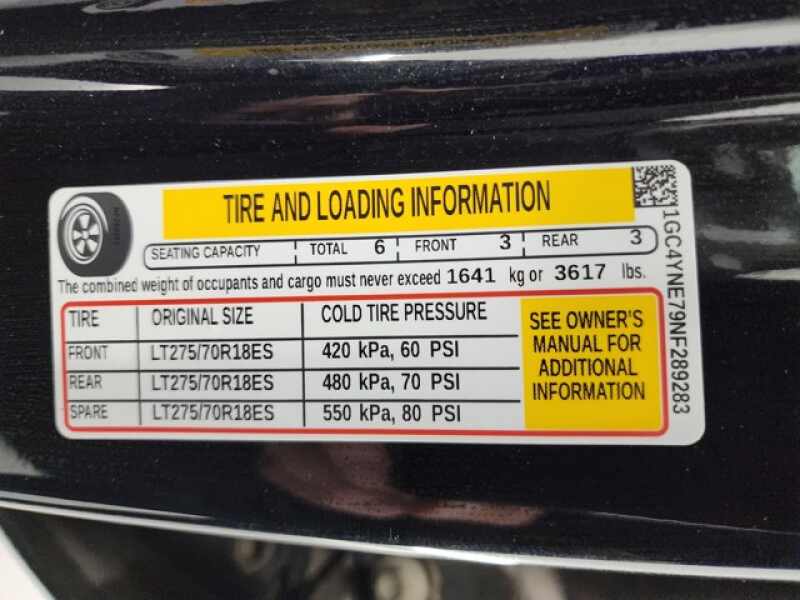 TIRE AND LOADING INFORMATION
SEATING CAPACITY TOTAL 6 FRONT 3 REAR 3
The combined weight of occupants and cargo must never exceed 1641 kg or 3617 lbs.
TIRE ORIGINAL SIZE COLD TIRE PRESSURE
FRONT LT275/70R18ES 420 kPa, 60 PSI
REAR LT275/70R18ES 480 kPa, 70 PSI
SPARE LT275/70R18ES 550 kPa, 80 PSI
SEE OWNER'S
MANUAL FOR
ADDITIONAL
INFORMATION
1GC4YNE79NF289283